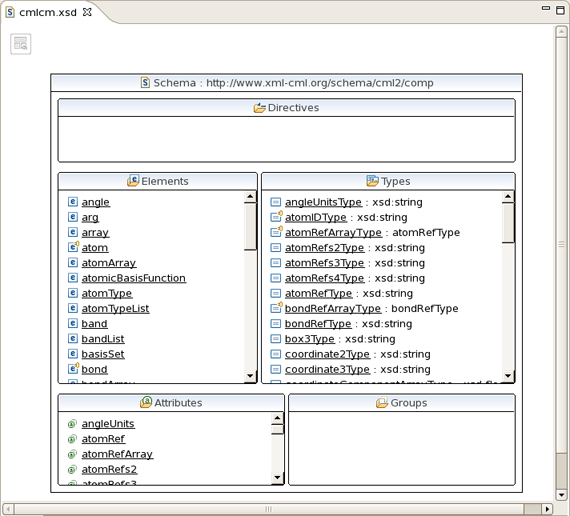 cmlcm.xsd
Schema : http://www.xml-cml.org/schema/cml2/comp
Directives
Elements
angle
arg
array
atom
atomArray
atomicBasisFunction
atomType
atomTypeList
band
bandList
basisSet
bond
bondArray
Types
angleUnitsType : xsd:string
atomIDType : xsd:string
atomRefArrayType : atomRefType
atomRefs2Type : xsd:string
atomRefs3Type : xsd:string
atomRefs4Type : xsd:string
atomRefType : xsd:string
bondRefArrayType : bondRefType
bondRefType : xsd:string
box3Type : xsd:string
coordinate2Type : xsd:string
coordinate3Type : xsd:string
coordinateComponentArrayType
Attributes
angleUnits
atomRef
atomRefArray
atomRefs2
atomRefs3
Groups